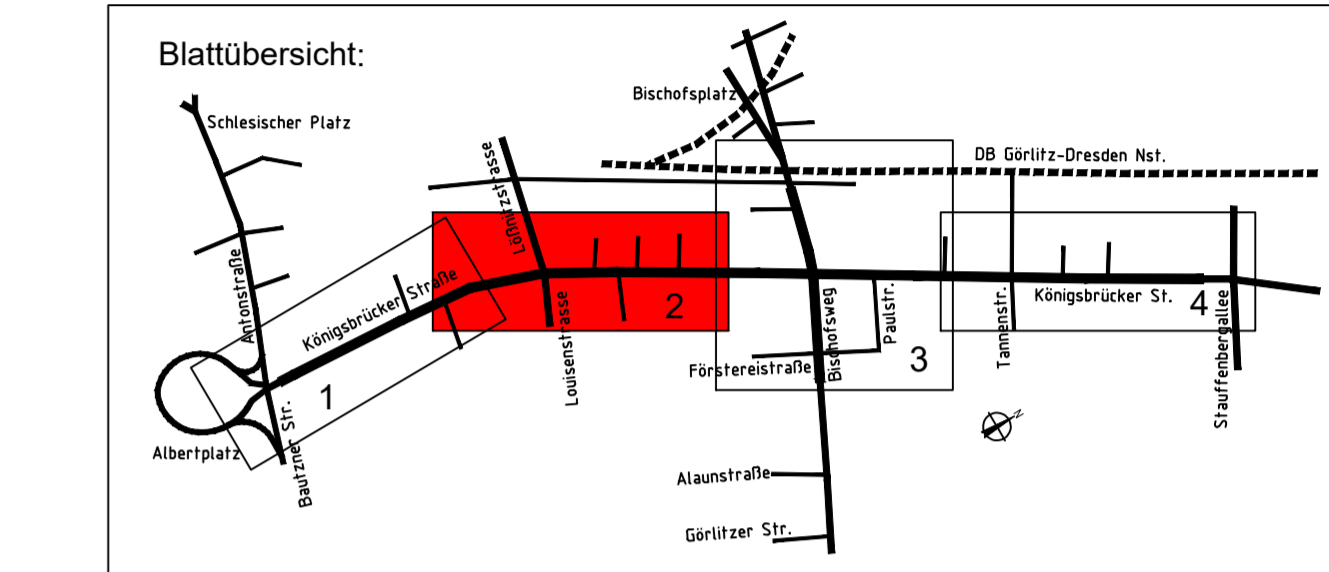 Blattübersicht:
Schlesischer Platz
Bischofsplatz
DB Görlitz-Dresden Nst.
Lößnitzstrasse
Antonstraße
Königsbrücker Straße
2
Louisenstrasse
Königsbrücker St.
4
Bischofsweg
Paulstr.
Tannenstr.
Stauffenbergallee
Förstereistraße
3
1
Albertplatz
Bautzner Str.
N
Alaunstraße
Görlitzer Str.